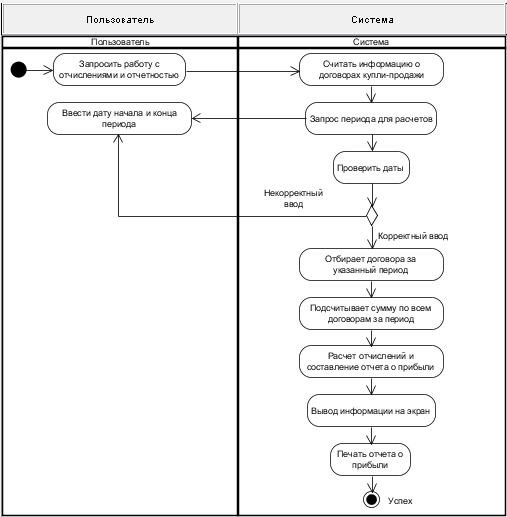 Пользователь
Система
Пользователь
Система
Запросить работу с
отчислениями и отчетностью
Считать информацию о
договорах купли-продажи
Ввести дату начала и конца
периода
Запрос периода для расчетов
Проверить даты
Некорректный
ввод
Корректный ввод
Отбирает договора за
указанный период
Подсчитывает сумму по всем
договорам за период
Расчет отчислений и
составление отчета о прибыли
Вывод информации на экран
Печать отчета о
прибыли
Успех